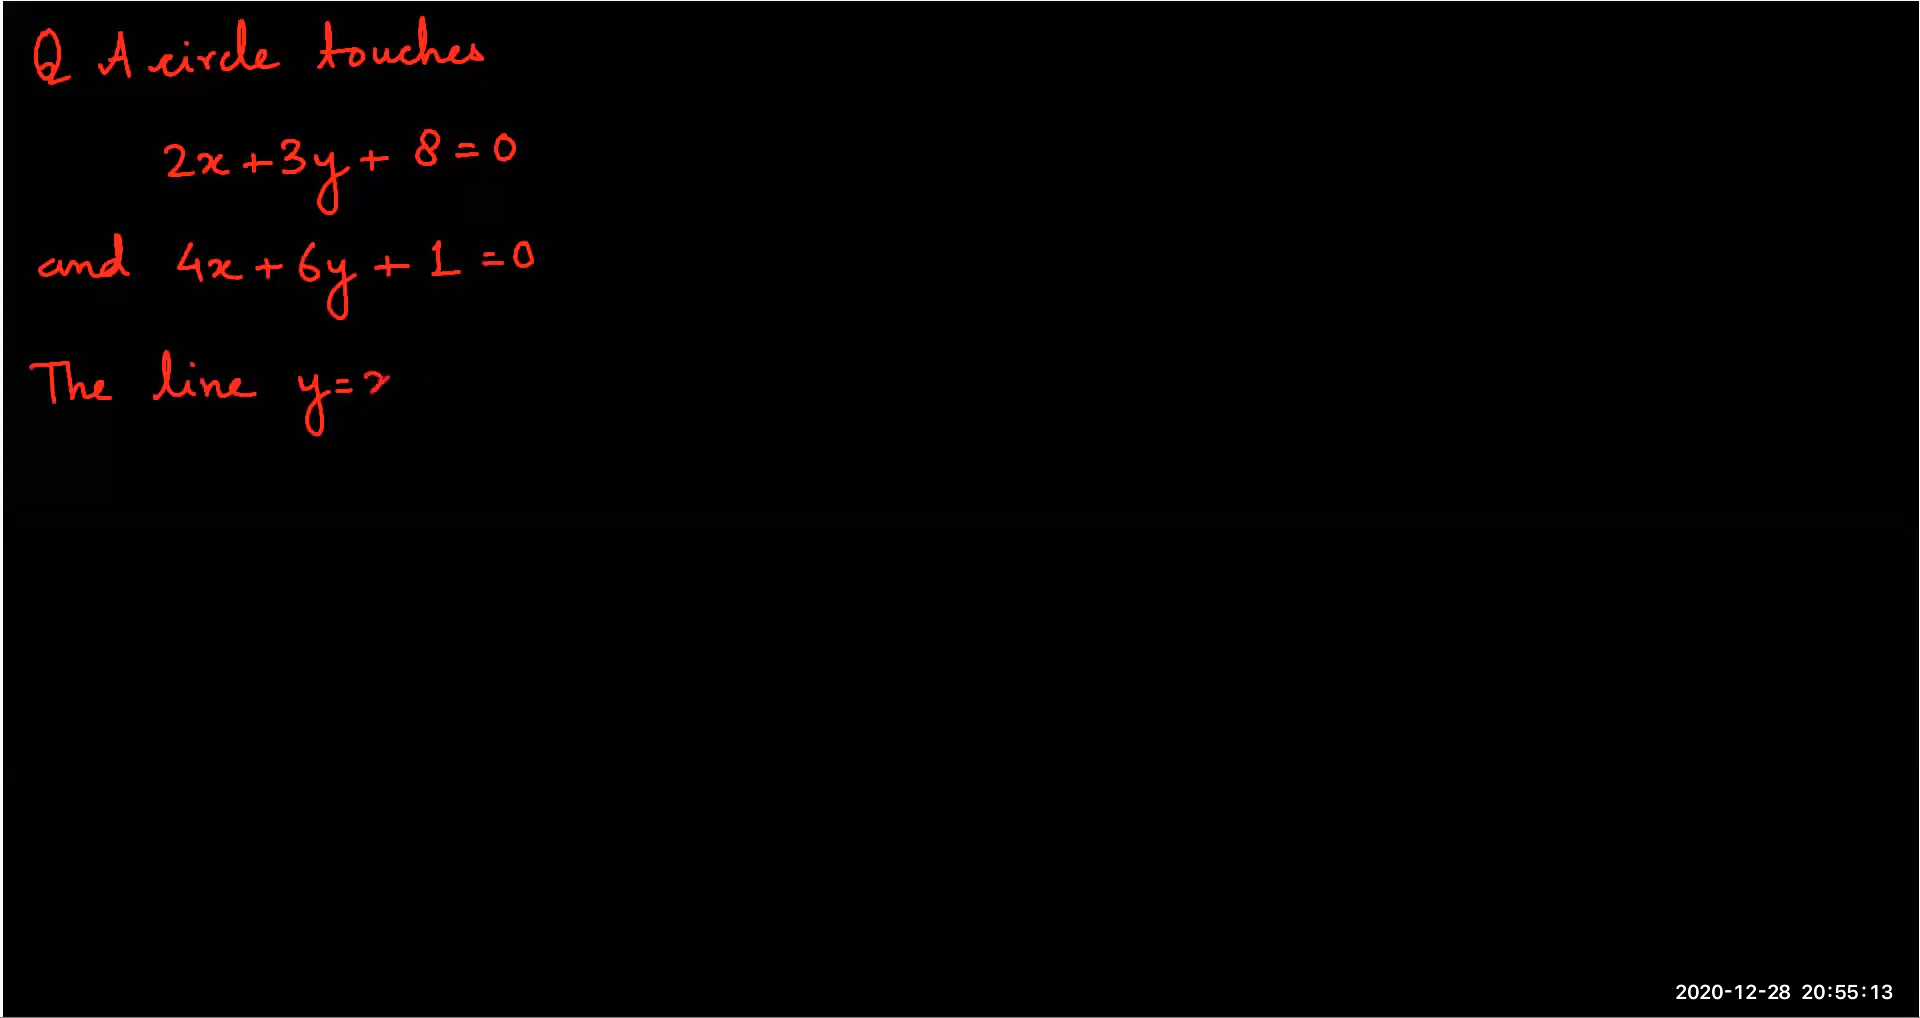 Q A circle touches
2x + 3y + 8 = 0
and 4x + 6y + 1 = 0
The line y = x
2020-12-28 20:55:13